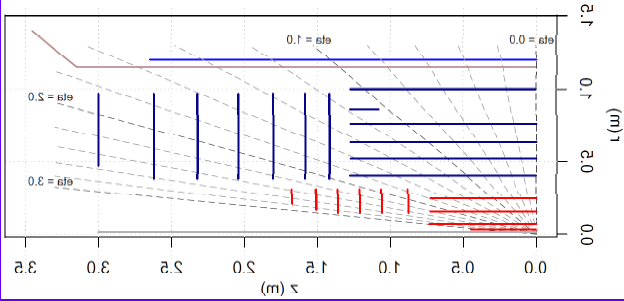 1.5
eta = 1.0
eta = 0.0
eta = 2.0
1.0
r (m)
0.5
eta = 3.0
0.0
3.5 3.0 2.5 2.0 1.5 1.0 0.5 0.0
z (m)